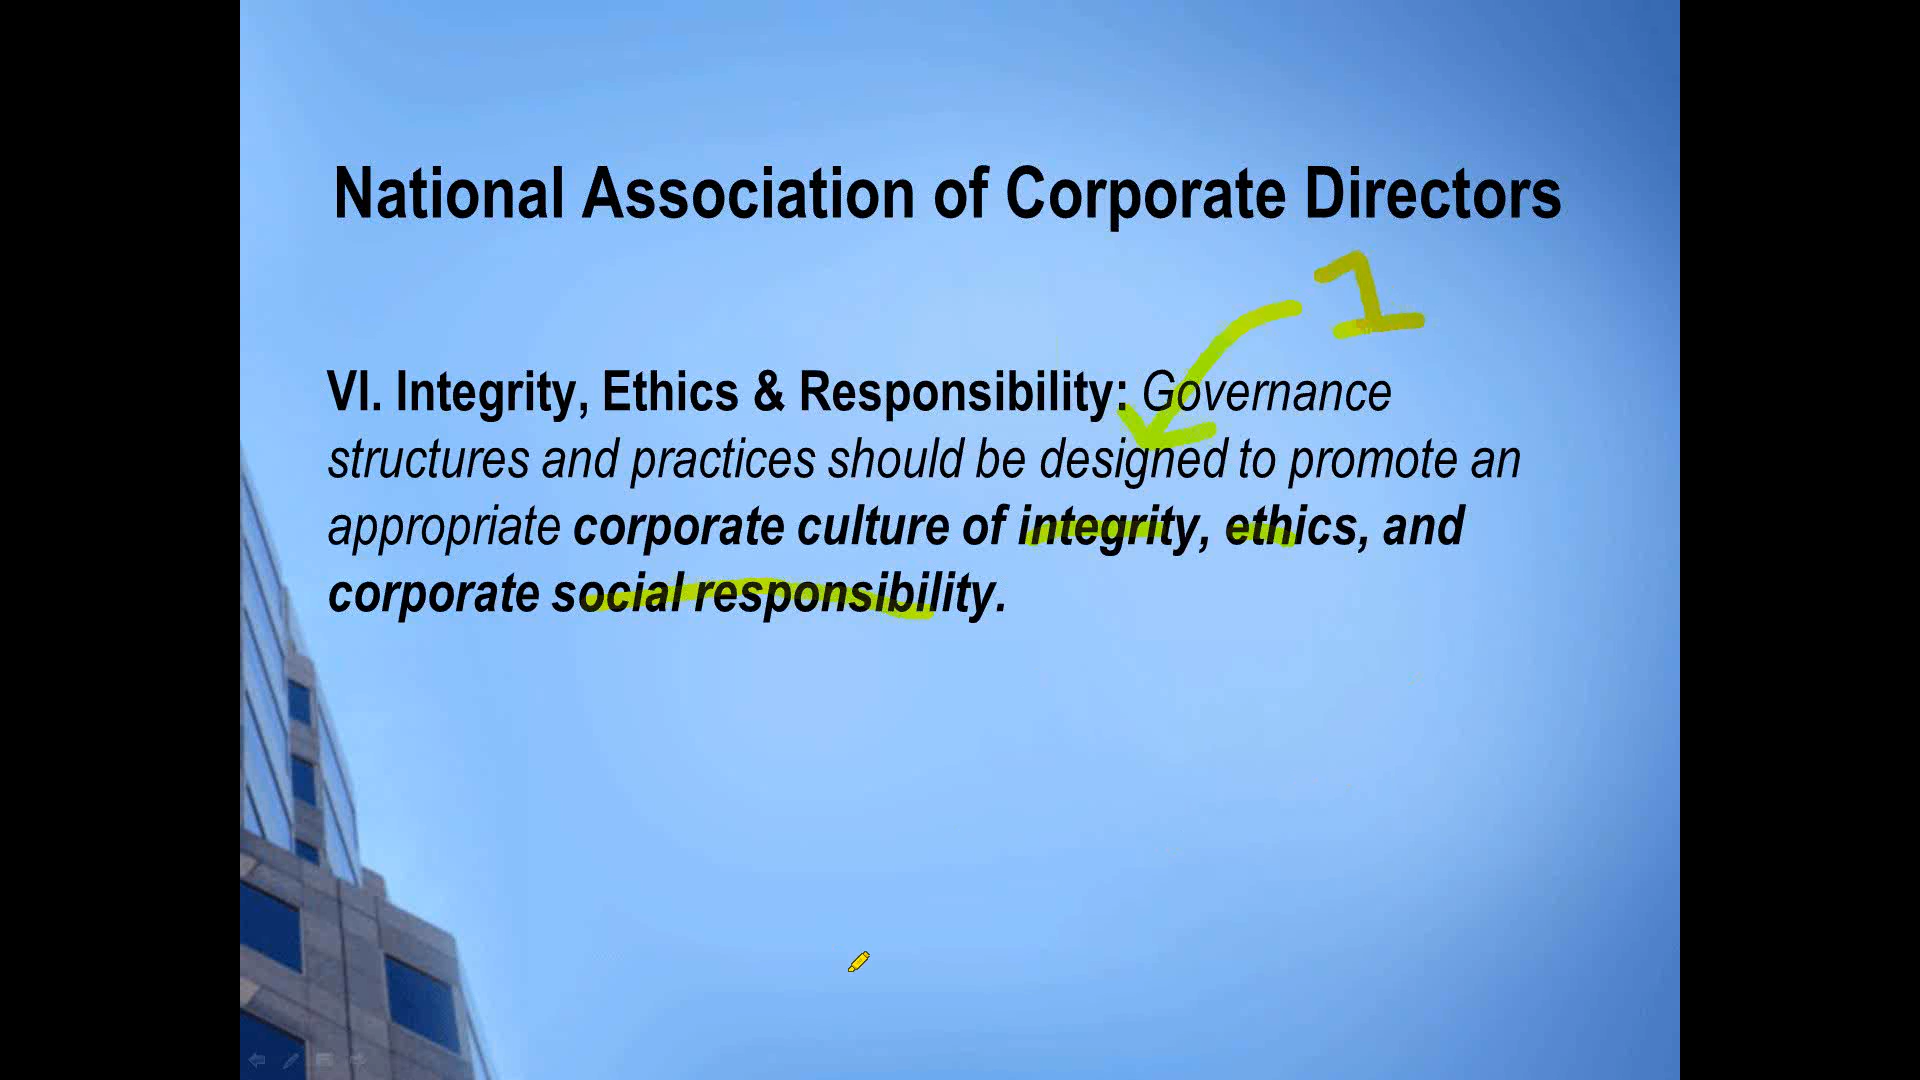 National Association of Corporate Directors
1
VI. Integrity, Ethics & Responsibility: Governance
structures and practices should be designed to promote an
appropriate corporate culture of integrity, ethics, and
corporate social responsibility.